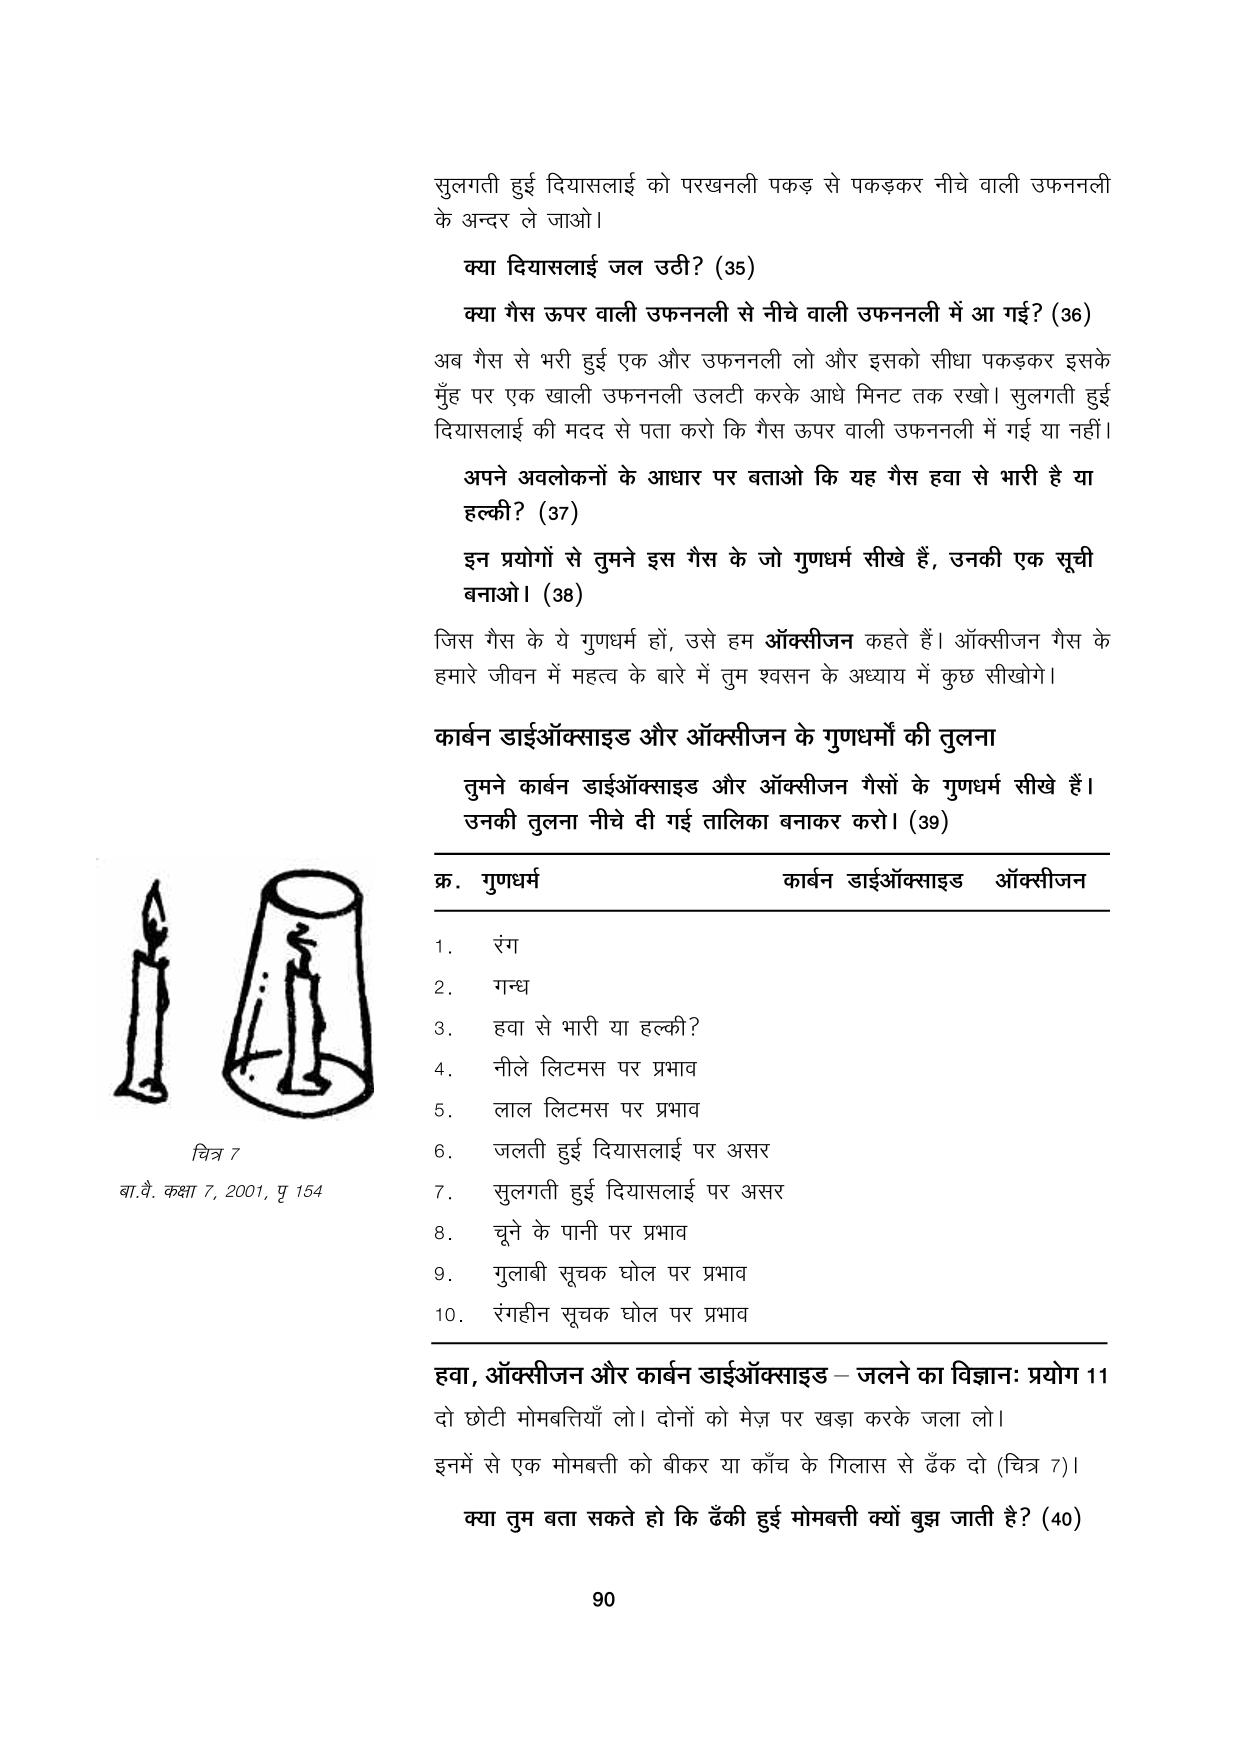 सुलगती हुई दियासलाई को परखनली पकड़ से पकड़कर नीचे वाली उफननली
के अन्दर ले जाओ।
क्या दियासलाई जल उठी? (35)
क्या गैस ऊपर वाली उफननली से नीचे वाली उफननली में आ गई? (36)
अब गैस से भरी हुई एक और उफननली लो और इसको सीधा पकड़कर इसके
मुँह पर एक खाली उफननली उलटी करके आधे मिनट तक रखो। सुलगती हुई
दियासलाई की मदद से पता करो कि गैस ऊपर वाली उफननली में गई या नहीं।
अपने अवलोकनों के आधार पर बताओ कि यह गैस हवा से भारी है या
हल्की? (37)
इन प्रयोगों से तुमने इस गैस के जो गुणधर्म सीखे हैं, उनकी एक सूची
बनाओ। (38)
जिस गैस के ये गुणधर्म हों, उसे हम ऑक्सीजन कहते हैं। ऑक्सीजन गैस के
हमारे जीवन में महत्व के बारे में तुम श्वसन के अध्याय में कुछ सीखोगे।
कार्बन डाईऑक्साइड और ऑक्सीजन के गुणधर्मों की तुलना
तुमने कार्बन डाईऑक्साइड और ऑक्सीजन गैसों के गुणधर्म सीखे हैं।
उनकी तुलना नीचे दी गई तालिका बनाकर करो। (39)
क्र. गुणधर्म कार्बन डाईऑक्साइड ऑक्सीजन
1. रंग
2. गन्ध
3. हवा से भारी या हल्की?
4. नीले लिटमस पर प्रभाव
5. लाल लिटमस पर प्रभाव
6. जलती हुई दियासलाई पर असर
7. सुलगती हुई दियासलाई पर असर
8. चूने के पानी पर प्रभाव
9. गुलाबी सूचक घोल पर प्रभाव
10. रंगहीन सूचक घोल पर प्रभाव
चित्र 7
बा.वै. कक्षा 7, 2001, पृ 154
हवा, ऑक्सीजन और कार्बन डाईऑक्साइड – जलने का विज्ञानः प्रयोग 11
दो छोटी मोमबत्तियाँ लो। दोनों को मेज़ पर खड़ा करके जला लो।
इनमें से एक मोमबत्ती को बीकर या काँच के गिलास से ढँक दो (चित्र 7)।
क्या तुम बता सकते हो कि ढँकी हुई मोमबत्ती क्यों बुझ जाती है? (40)
90